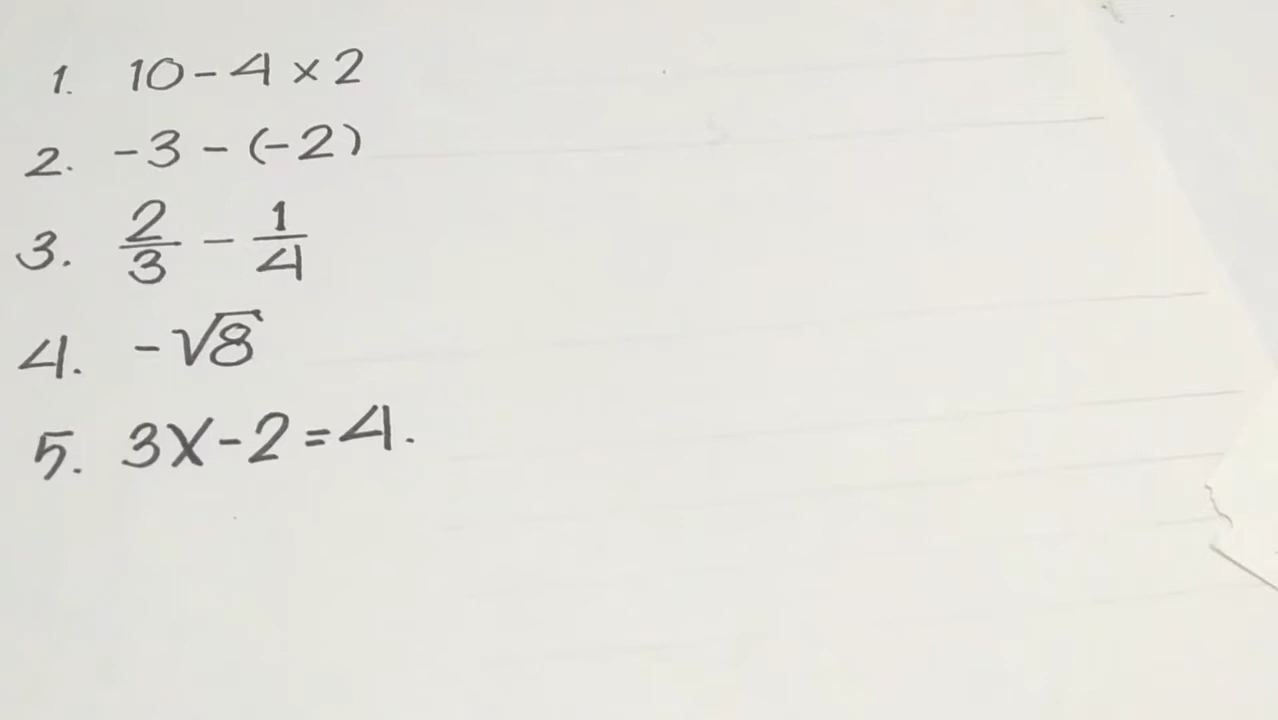 1. 10 - 4 × 2
2. -3 - (-2)
3. 2/3 - 1/4
4. -√8
5. 3x - 2 = 4.